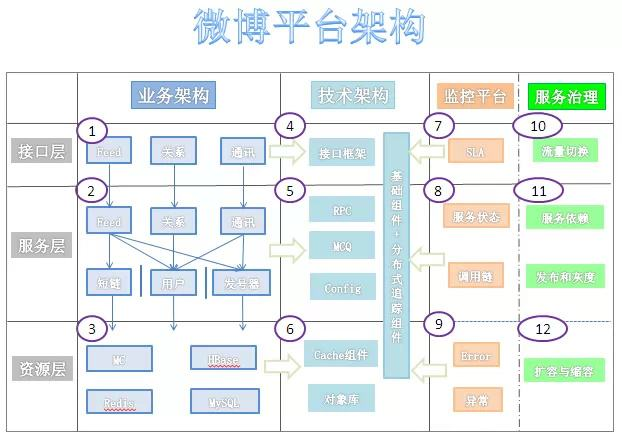 微博平台架构
业务架构 技术架构 监控平台 服务治理
1 4 7 10
接口层 Feed 关系 通讯 接口框架 SLA 流量切换
基础组件+分布式追踪组件
2 5 8 11
服务层 Feed 关系 通讯 RPC 服务状态 服务依赖
MCQ
短链 用户 发号器 Config 调用链 发布和灰度
3 6 9 12
资源层 MC HBase Cache组件 Error 扩容与缩容
Redis MySQL 对象库 异常